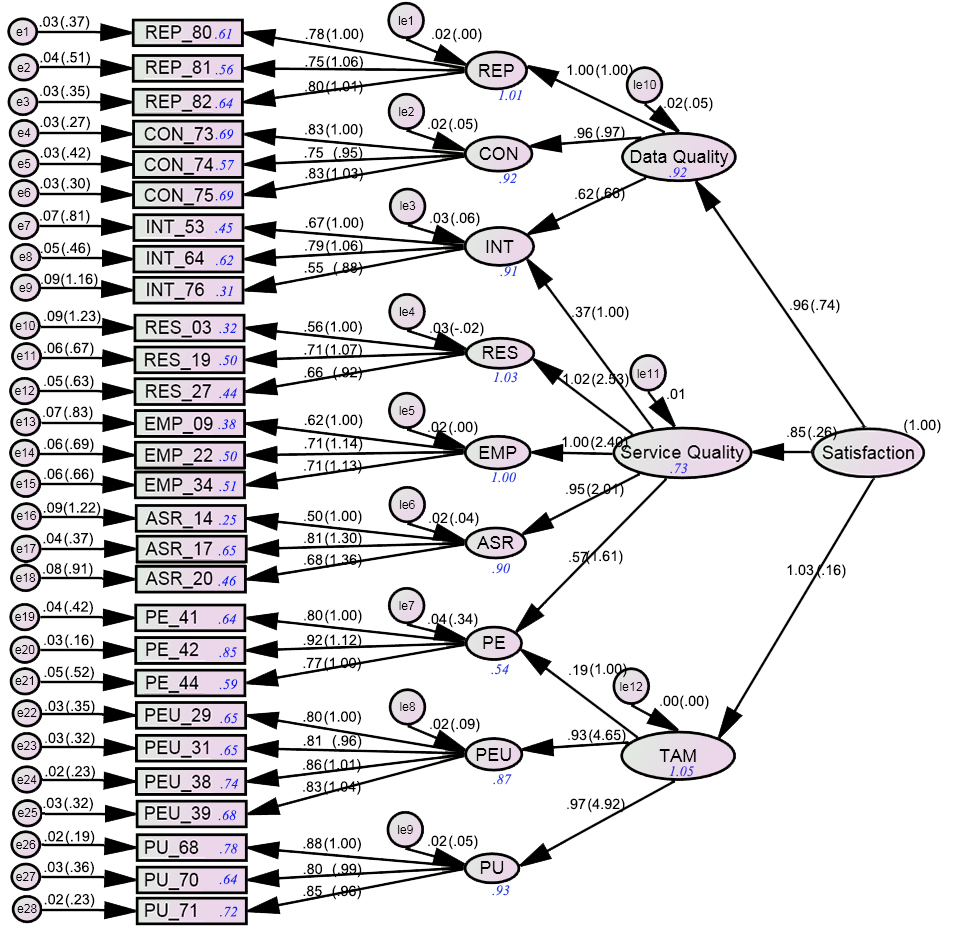 e1 .03(.37) REP_80 .61 .78(1.00) le1 .02(.00)
e2 .04(.51) REP_81 .56 .75(1.06) REP 1.01 1.00(1.00)
e3 .03(.35) REP_82 .64 .80(1.01) le10 .02(.05)
e4 .03(.27) CON_73 .69 .83(1.00) le2 .02(.05)
e5 .03(.42) CON_74 .57 .75 (.95) CON .92 .96(.97) Data Quality .92
e6 .03(.30) CON_75 .69 .83(1.03)
e7 .07(.81) INT_53 .45 .67(1.00) le3 .03(.06) .62(.66)
e8 .05(.46) INT_64 .62 .79(1.06) INT .91
e9 .09(1.16) INT_76 .31 .55 (.88)
.37(1.00) .96(.74)
e10 .09(1.23) RES_03 .32 .56(1.00) le4 .03(-.02)
e11 .06(.67) RES_19 .50 .71(1.07) RES 1.03
e12 .05(.63) RES_27 .44 .66 (.92) 1.02(2.53) le11 .01
e13 .07(.83) EMP_09 .38 .62(1.00) le5 .02(.00)
e14 .06(.69) EMP_22 .50 .71(1.14) EMP 1.00 1.00(2.40) Service Quality .73 .85(.26) Satisfaction (1.00)
e15 .06(.66) EMP_34 .51 .71(1.13)
e16 .09(1.22) ASR_14 .25 .50(1.00) le6 .02(.04) .95(2.01)
e17 .04(.37) ASR_17 .65 .81(1.30) ASR .90 .57(1.61)
e18 .08(.91) ASR_20 .46 .68(1.36) 1.03(.16)
e19 .04(.42) PE_41 .64 .80(1.00) le7 .04(.34)
e20 .03(.16) PE_42 .85 .92(1.12) PE .54
e21 .05(.52) PE_44 .59 .77(1.00) .19(1.00) le12 .00(.00)
e22 .03(.35) PEU_29 .65 .80(1.00) le8 .02(.09)
e23 .03(.32) PEU_31 .65 .81 (.96) PEU .87 .93(4.65) TAM 1.05
e24 .02(.23) PEU_38 .74 .86(1.01)
e25 .03(.32) PEU_39 .68 .83(1.04) .97(4.92)
e26 .02(.19) PU_68 .78 .88(1.00) le9 .02(.05)
e27 .03(.36) PU_70 .64 .80 (.99) PU .93
e28 .02(.23) PU_71 .72 .85 (.96)